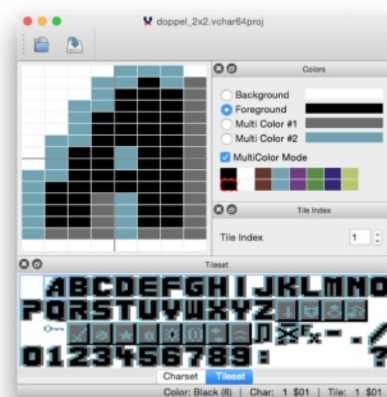 doppel_2x2.vchar64proj
Colors
Background
Foreground
Multi Color #1
Multi Color #2
MultiColor Mode
Tile Index
Tile Index 1
Tileset
ABCDEFGHIJKLMNO
PQRSTUVWXYZ
0123456789: ?
Charset Tileset
Color: Black (8) | Char: 1 $01 | Tile: 1 $01